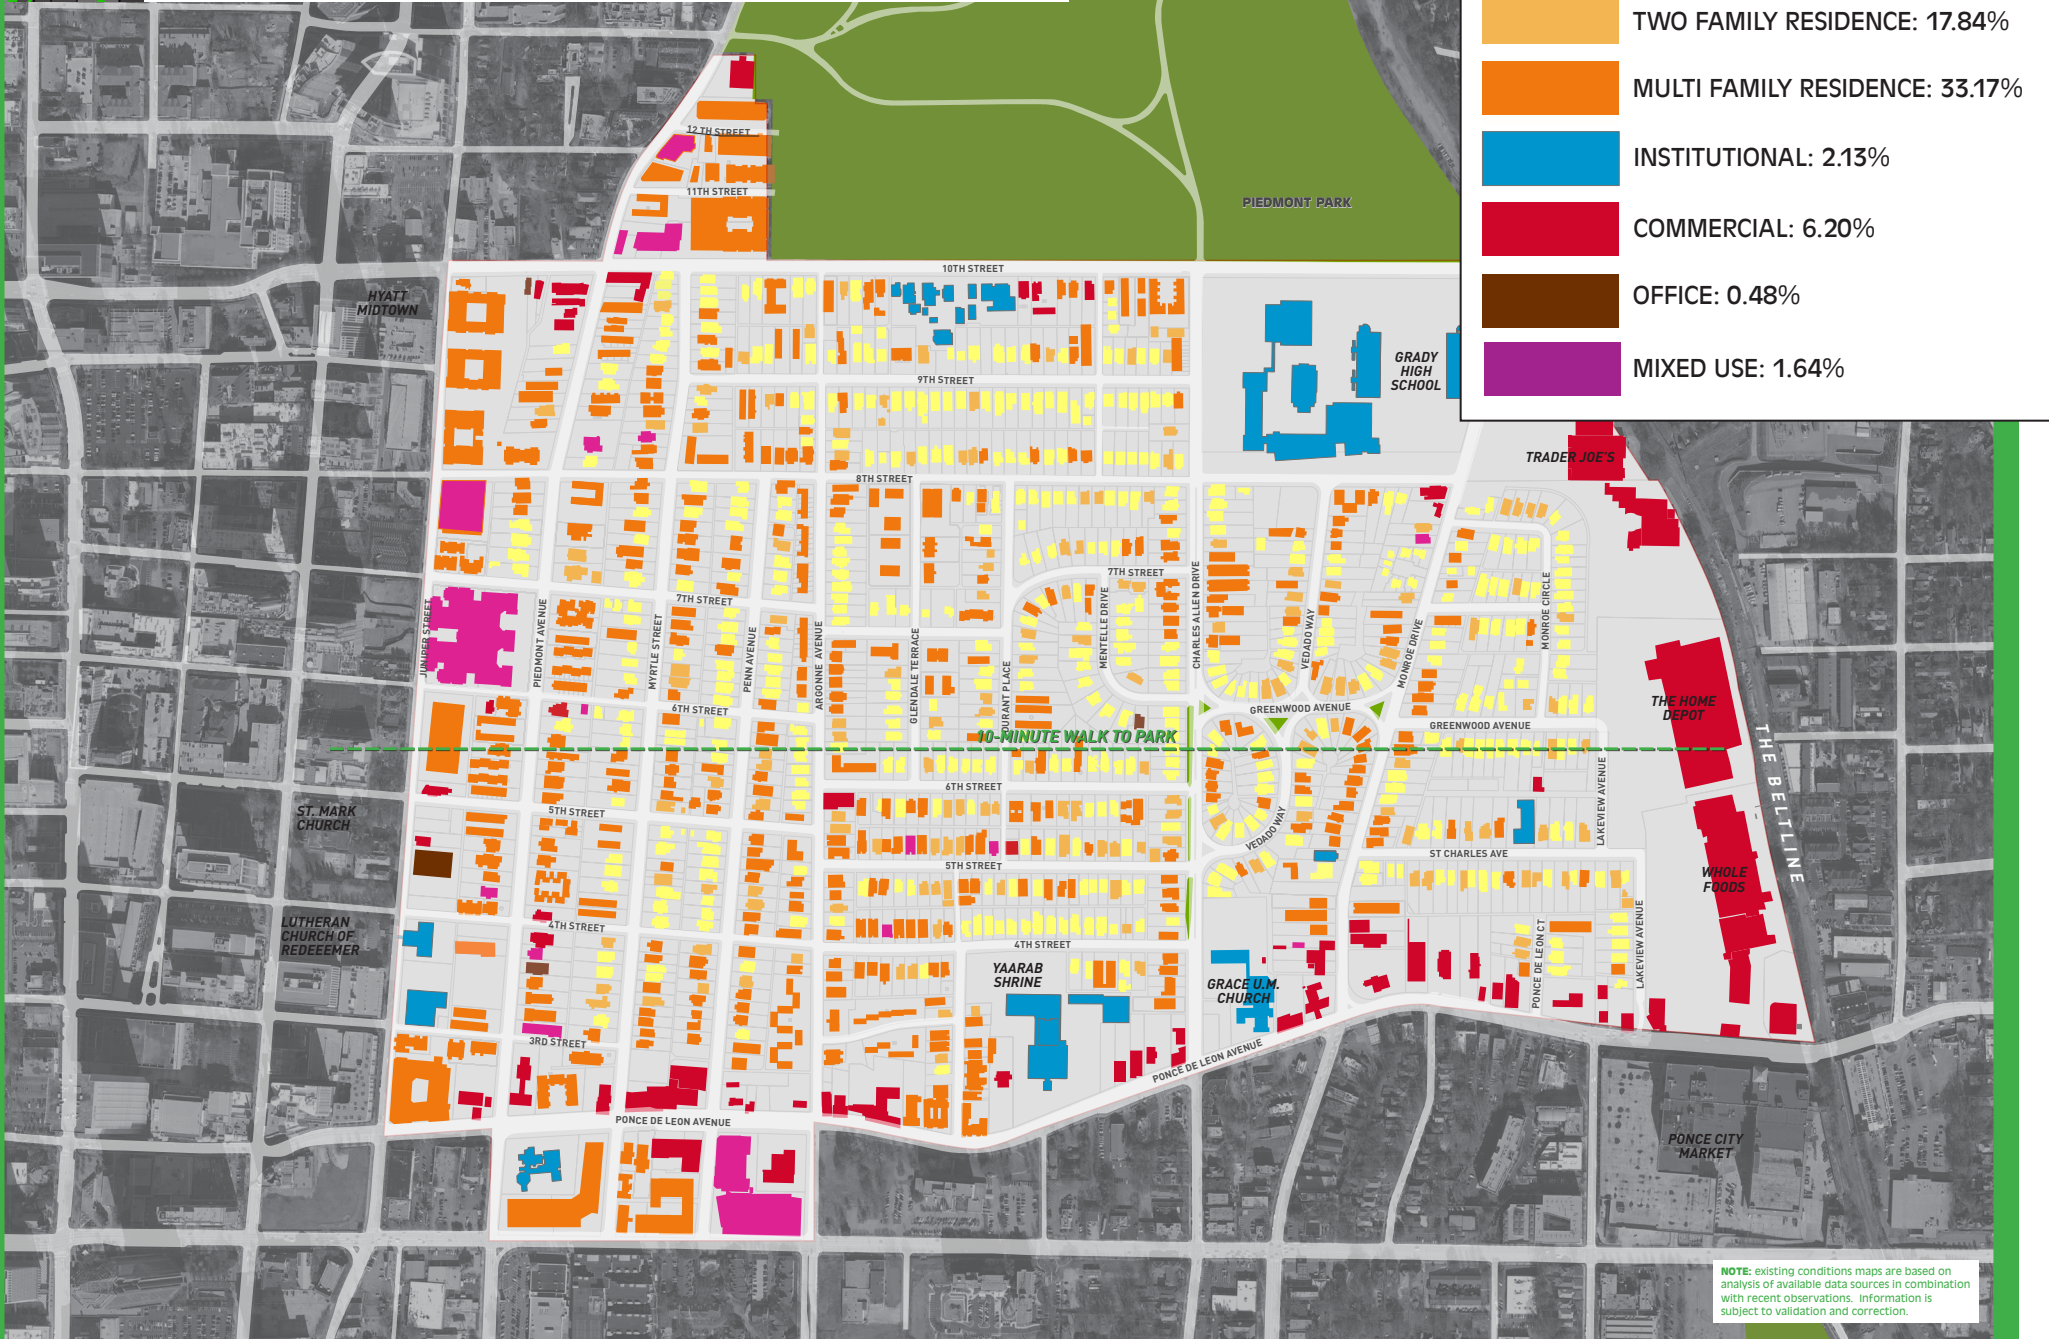 TWO FAMILY RESIDENCE: 17.84%
MULTI FAMILY RESIDENCE: 33.17%
INSTITUTIONAL: 2.13%
COMMERCIAL: 6.20%
OFFICE: 0.48%
MIXED USE: 1.64%
12TH STREET
11TH STREET
PIEDMONT PARK
10TH STREET
HYATT
MIDTOWN
GRADY
HIGH
SCHOOL
9TH STREET
TRADER JOE'S
8TH STREET
7TH STREET
7TH STREET
JUNIPER STREET
PIEDMONT AVENUE
MYRTLE STREET
PENN AVENUE
ARGONNE AVENUE
GLENDALE TERRACE
DURANT PLACE
MENTELLE DRIVE
CHARLES ALLEN DRIVE
VEDADO WAY
MONROE DRIVE
MONROE CIRCLE
6TH STREET
GREENWOOD AVENUE
GREENWOOD AVENUE
THE HOME
DEPOT
10-MINUTE WALK TO PARK
THE BELTLINE
6TH STREET
ST. MARK
CHURCH
5TH STREET
VEDADO WAY
LAKEVIEW AVENUE
ST CHARLES AVE
5TH STREET
WHOLE
FOODS
LUTHERAN
CHURCH OF
REDEEEMER
4TH STREET
4TH STREET
PONCE DE LEON CT
LAKEVIEW AVENUE
YAARAB
SHRINE
GRACE U.M.
CHURCH
3RD STREET
PONCE DE LEON AVENUE
PONCE DE LEON AVENUE
PONCE CITY
MARKET
NOTE: existing conditions maps are based on
analysis of available data sources in combination
with recent observations. Information is
subject to validation and correction.